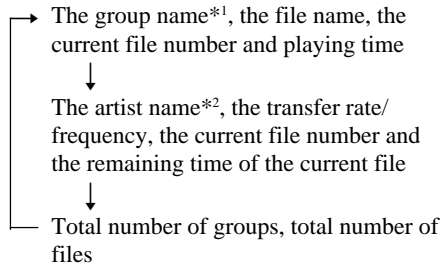 The group name*1, the file name, the
current file number and playing time
The artist name*2, the transfer rate/
frequency, the current file number and
the remaining time of the current file
Total number of groups, total number of
files